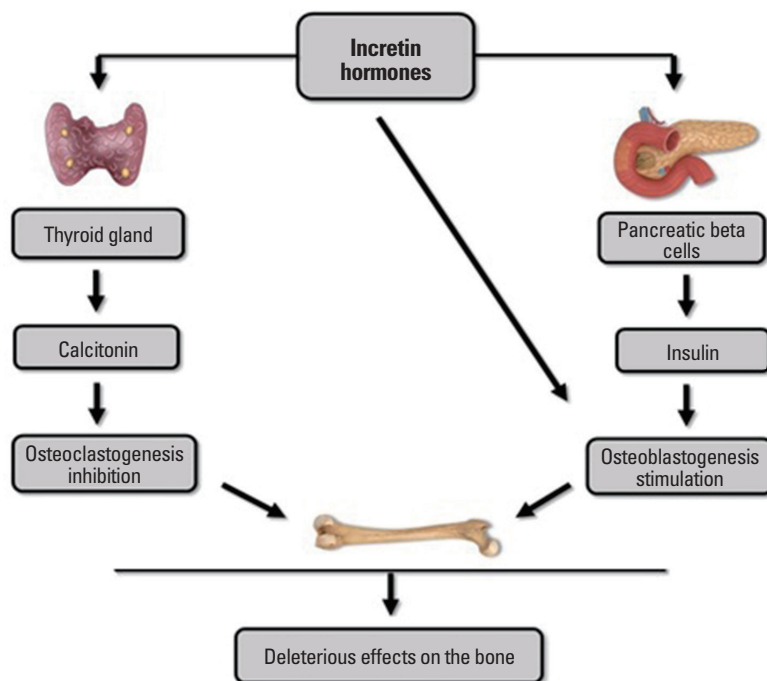 Incretin
hormones
Thyroid gland
Pancreatic beta
cells
Calcitonin
Insulin
Osteoclastogenesis
inhibition
Osteoblastogenesis
stimulation
Deleterious effects on the bone